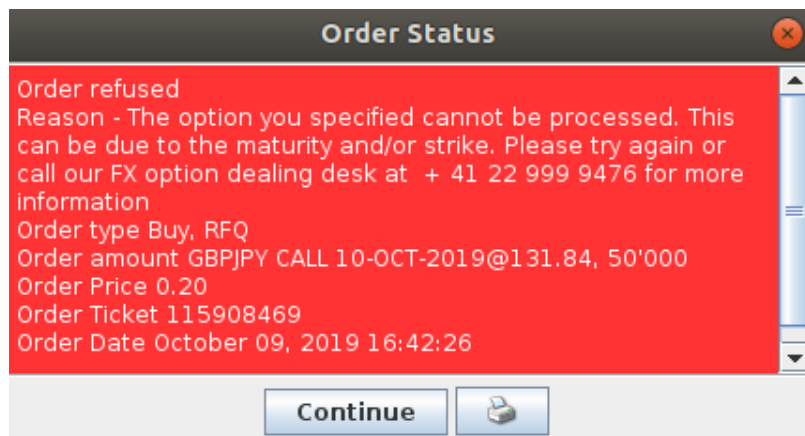 Order Status
Order refused
Reason - The option you specified cannot be processed. This
can be due to the maturity and/or strike. Please try again or
call our FX option dealing desk at  + 41 22 999 9476 for more
information
Order type Buy, RFQ
Order amount GBPJPY CALL 10-OCT-2019@131.84, 50'000
Order Price 0.20
Order Ticket 115908469
Order Date October 09, 2019 16:42:26
Continue